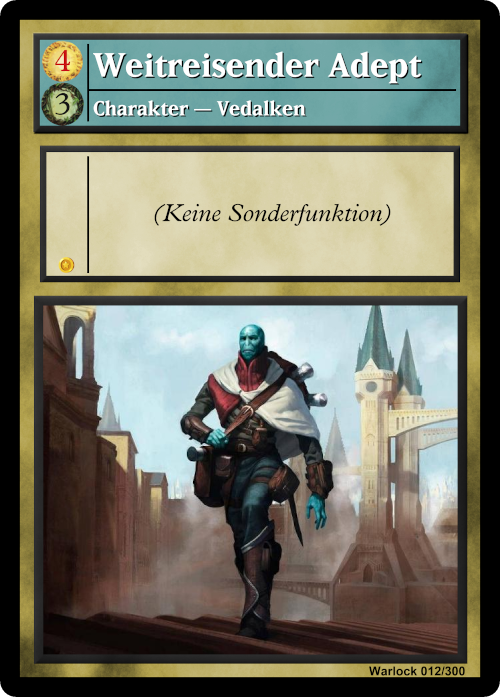 4
Weitreisender Adept
3
Charakter — Vedalken
(Keine Sonderfunktion)
Warlock 012/300